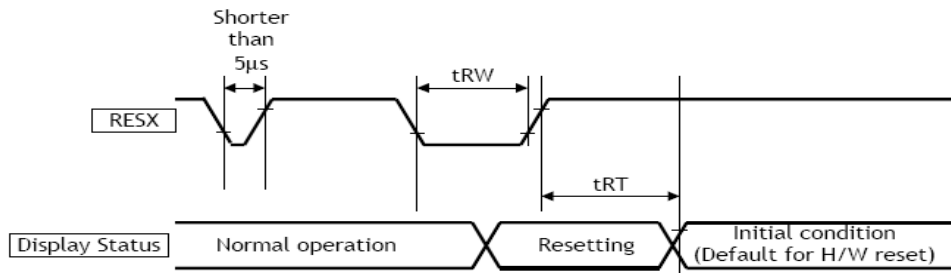 Shorter
than
5µs
tRW
RESX
tRT
Display Status
Normal operation
Resetting
Initial condition
(Default for H/W reset)